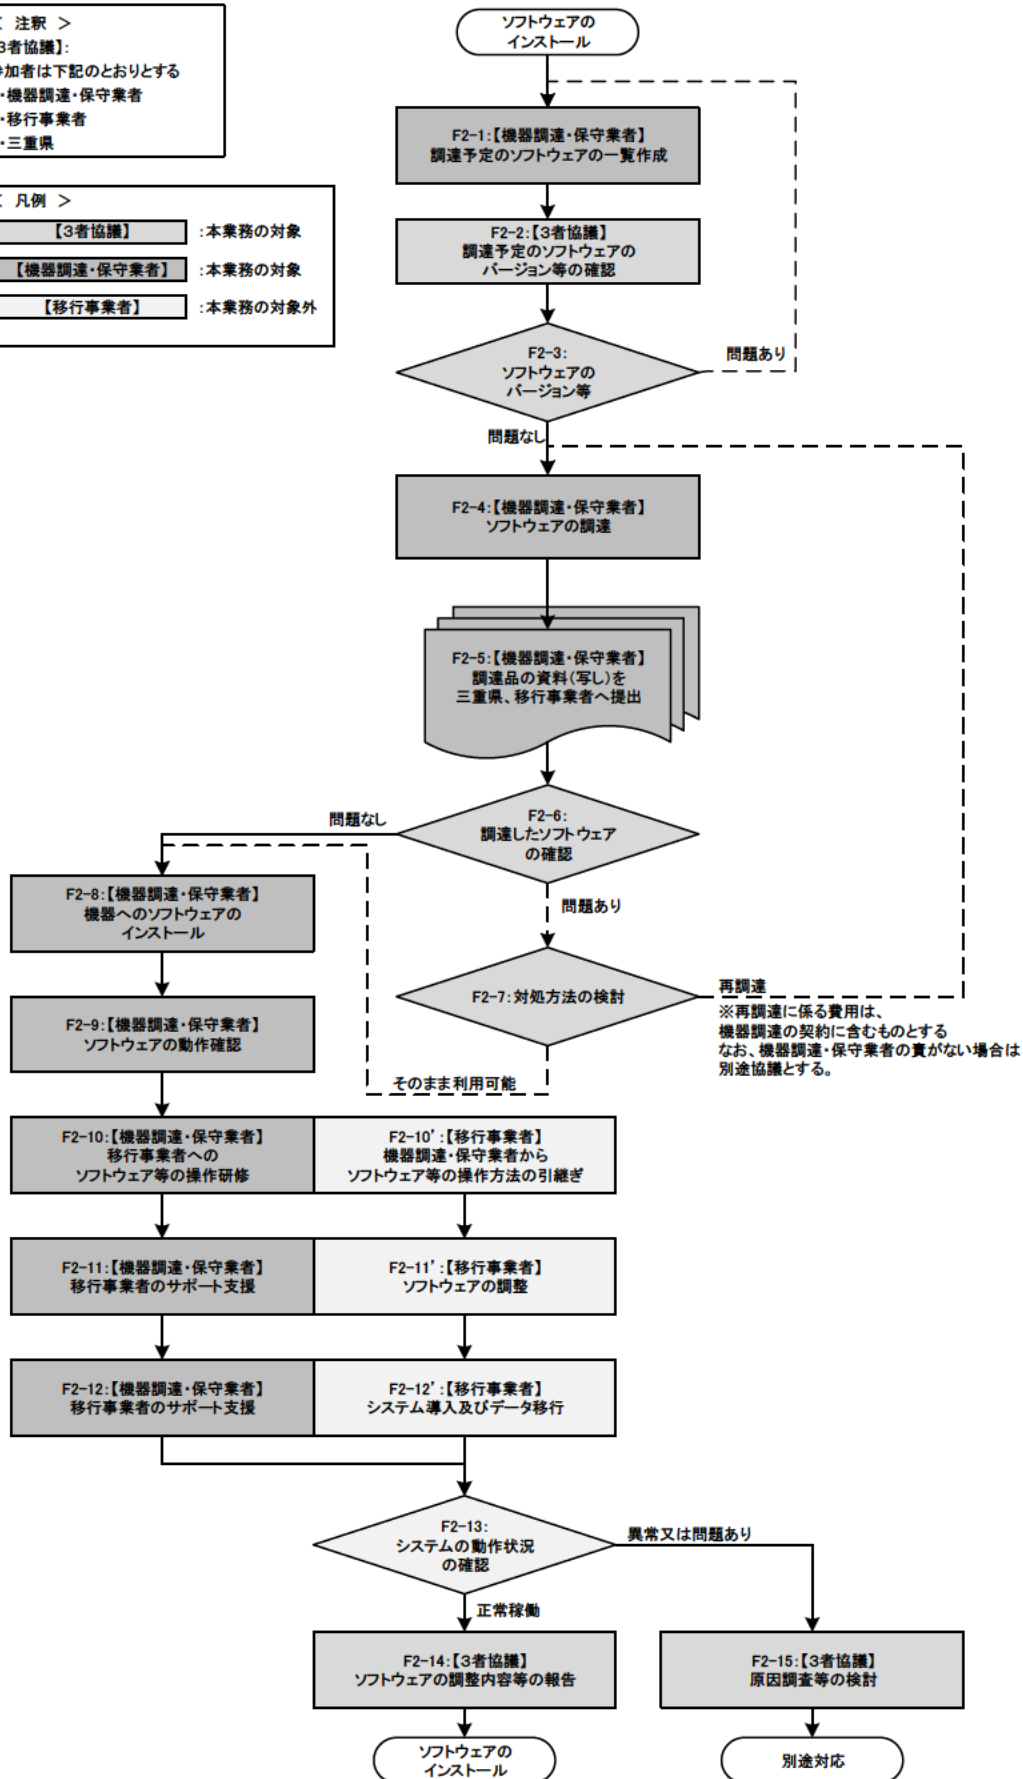 < 注釈 >
3者協議】:
参加者は下記のとおりとする
・機器調達・保守業者
・移行事業者
・三重県
< 凡例 >
【3者協議】 :本業務の対象
【機器調達・保守業者】 :本業務の対象
【移行事業者】 :本業務の対象外
ソフトウェアの
インストール
F2-1:【機器調達・保守業者】
調達予定のソフトウェアの一覧作成
F2-2:【3者協議】
調達予定のソフトウェアの
バージョン等の確認
F2-3:
ソフトウェアの
バージョン等
問題あり
問題なし
F2-4:【機器調達・保守業者】
ソフトウェアの調達
F2-5:【機器調達・保守業者】
調達品の資料(写し)を
三重県、移行事業者へ提出
F2-6:
調達したソフトウェア
の確認
問題なし
問題あり
F2-7:対処方法の検討
再調達
※再調達に係る費用は、
機器調達の契約に含むものとする
なお、機器調達・保守業者の責がない場合は
別途協議とする。
そのまま利用可能
F2-8:【機器調達・保守業者】
機器へのソフトウェアの
インストール
F2-9:【機器調達・保守業者】
ソフトウェアの動作確認
F2-10:【機器調達・保守業者】
移行事業者への
ソフトウェア等の操作研修
F2-10':【移行事業者】
機器調達・保守業者から
ソフトウェア等の操作方法の引継ぎ
F2-11:【機器調達・保守業者】
移行事業者のサポート支援
F2-11':【移行事業者】
ソフトウェアの調整
F2-12:【機器調達・保守業者】
移行事業者のサポート支援
F2-12':【移行事業者】
システム導入及びデータ移行
F2-13:
システムの動作状況
の確認
異常又は問題あり
正常稼働
F2-14:【3者協議】
ソフトウェアの調整内容等の報告
F2-15:【3者協議】
原因調査等の検討
ソフトウェアの
インストール
別途対応